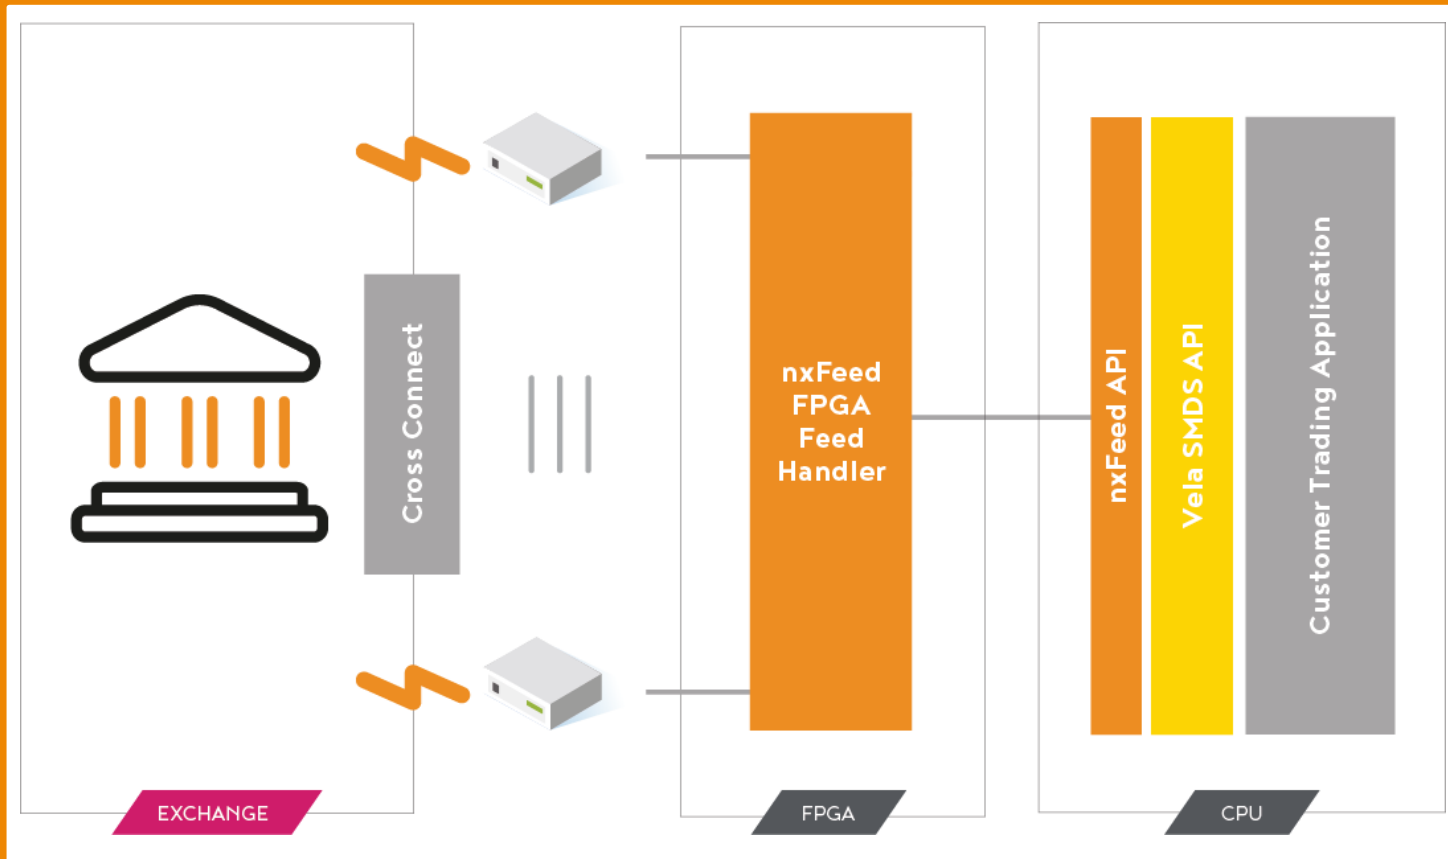 Cross Connect
EXCHANGE
nxFeed
FPGA
Feed
Handler
FPGA
nxFeed API
Vela SMDS API
Customer Trading Application
CPU